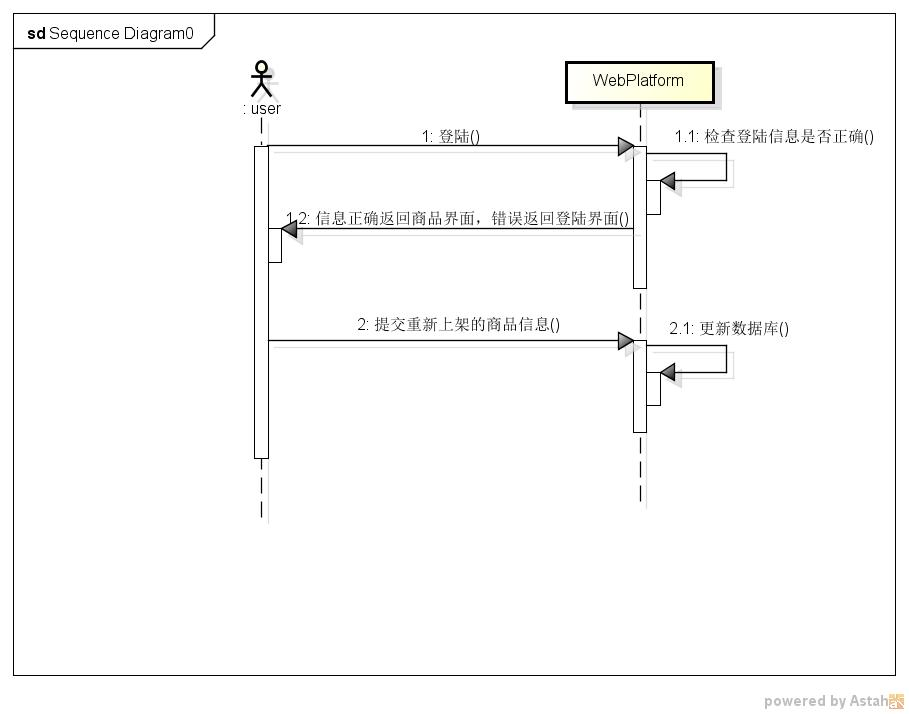 sd Sequence Diagram0
: user
WebPlatform
1: 登陆()
1.1: 检查登陆信息是否正确()
1.2: 信息正确返回商品界面，错误返回登陆界面()
2: 提交重新上架的商品信息()
2.1: 更新数据库()
powered by Astah